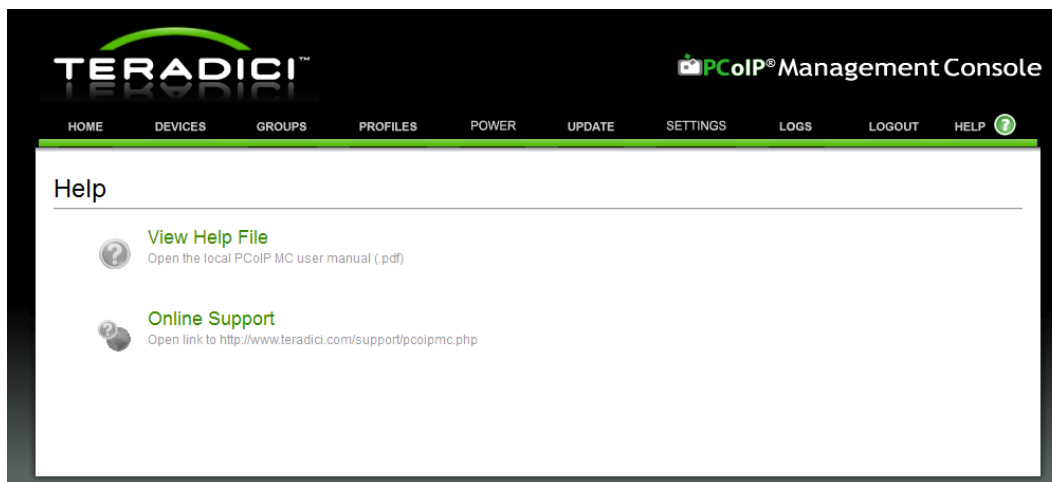 TERADICI™
PCoIP® Management Console
HOME DEVICES GROUPS PROFILES POWER UPDATE SETTINGS LOGS LOGOUT HELP ?
Help
View Help File
Open the local PCoIP MC user manual (.pdf)
Online Support
Open link to http://www.teradici.com/support/pcoipmc.php